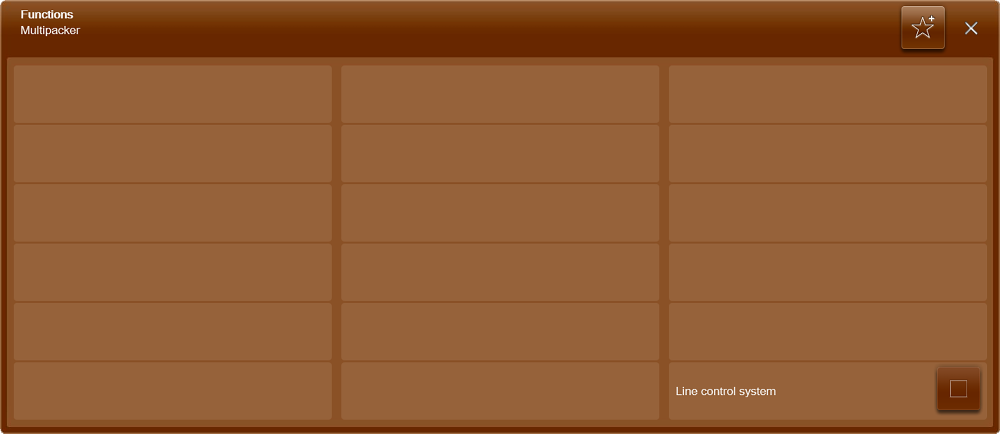 Functions
Multipacker
Line control system